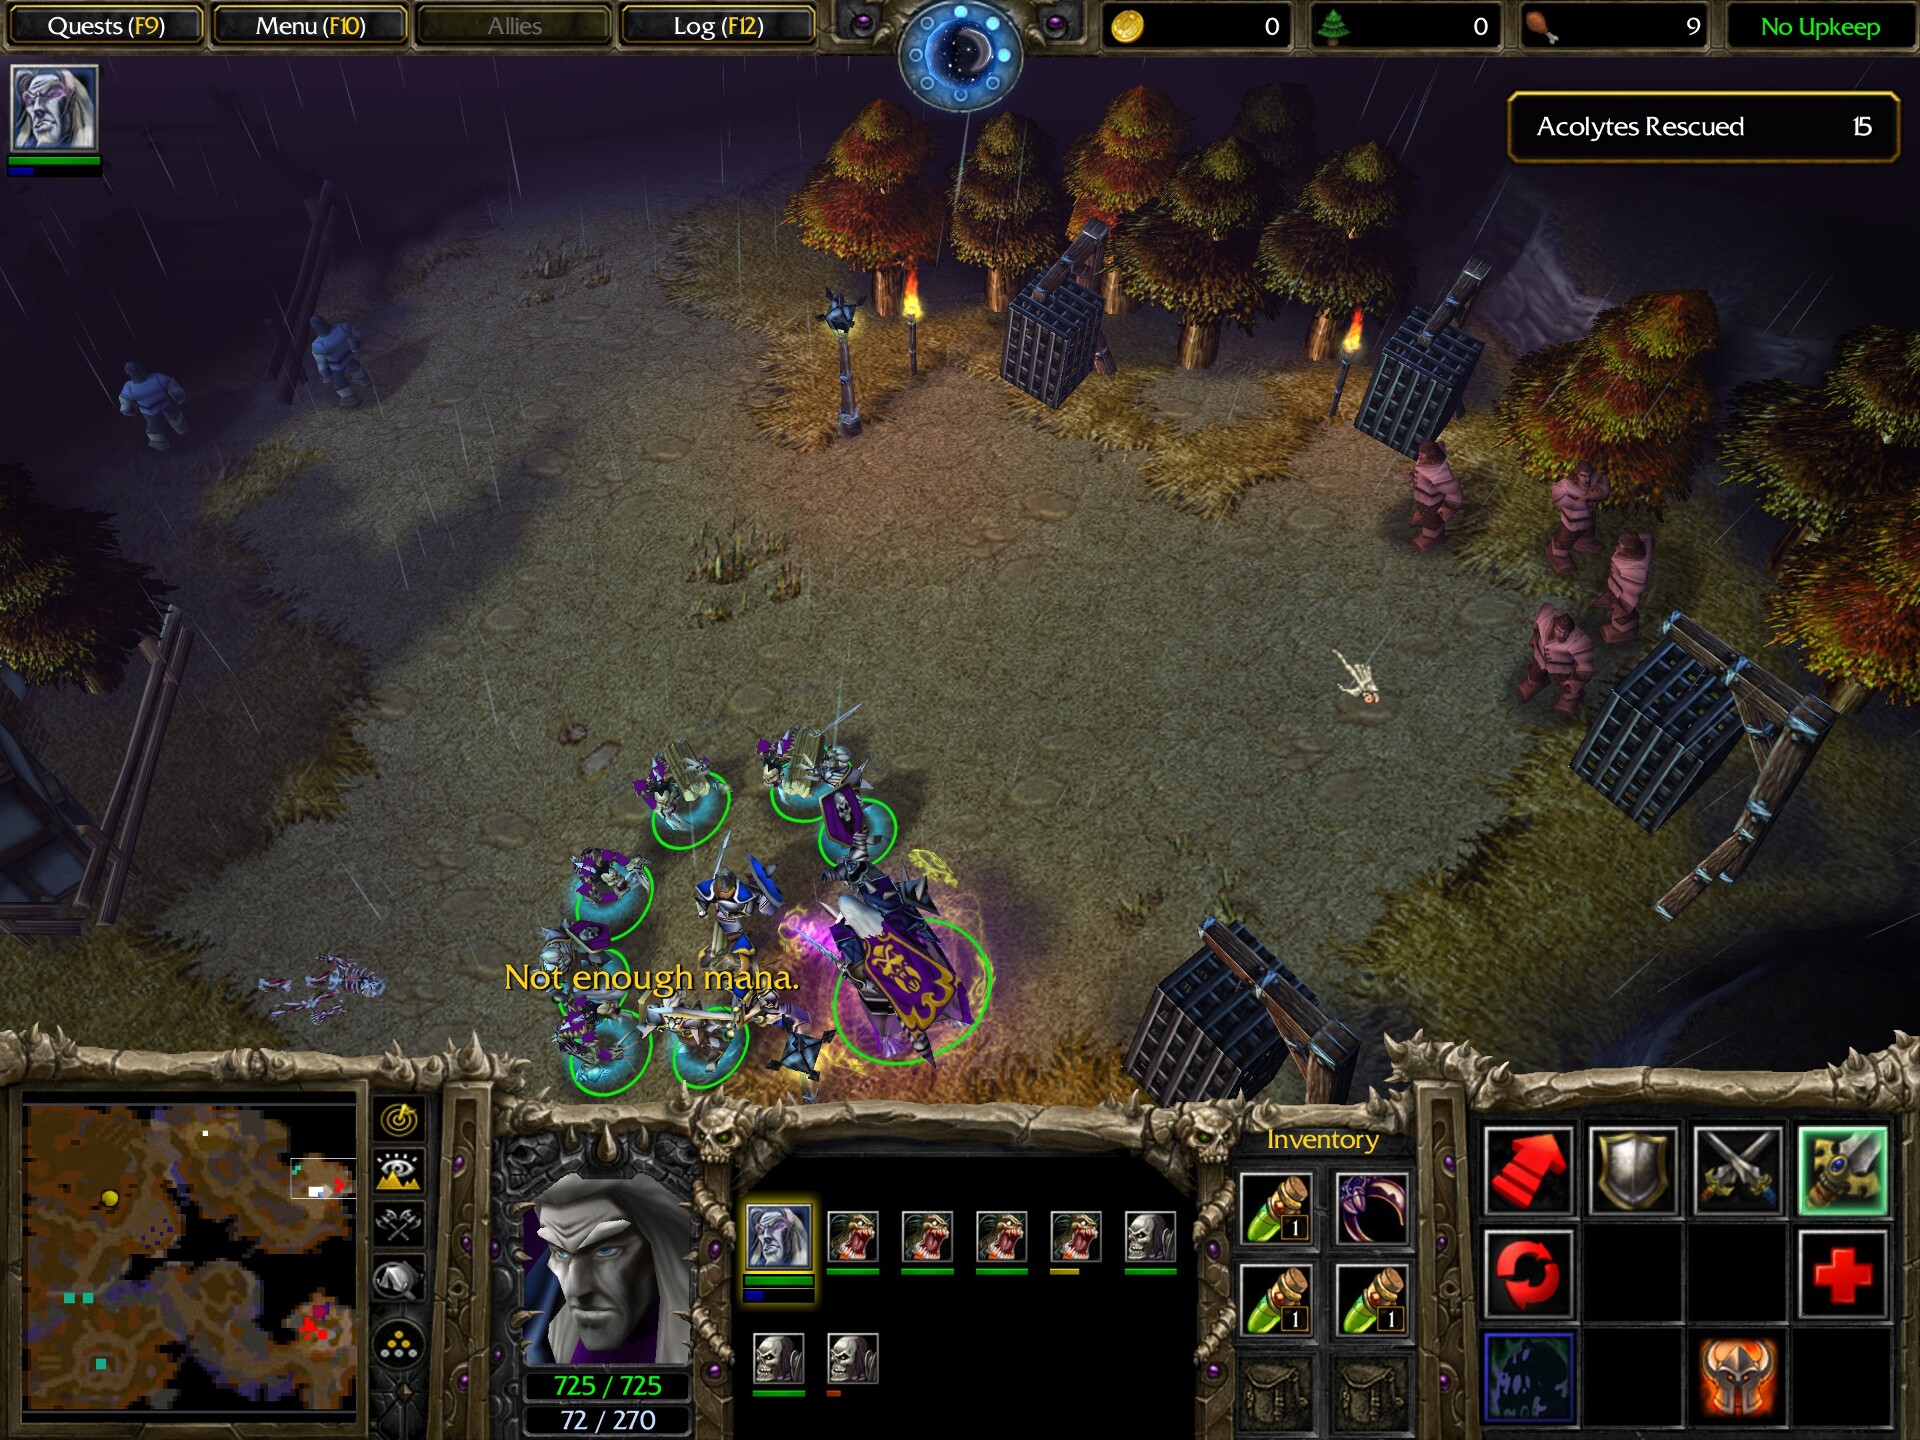 Quests (F9)
Menu (F10)
Allies
Log (F12)
0
0
9
No Upkeep
Acolytes Rescued 15
Not enough mana.
Inventory
1
1
1
725 / 725
72 / 270